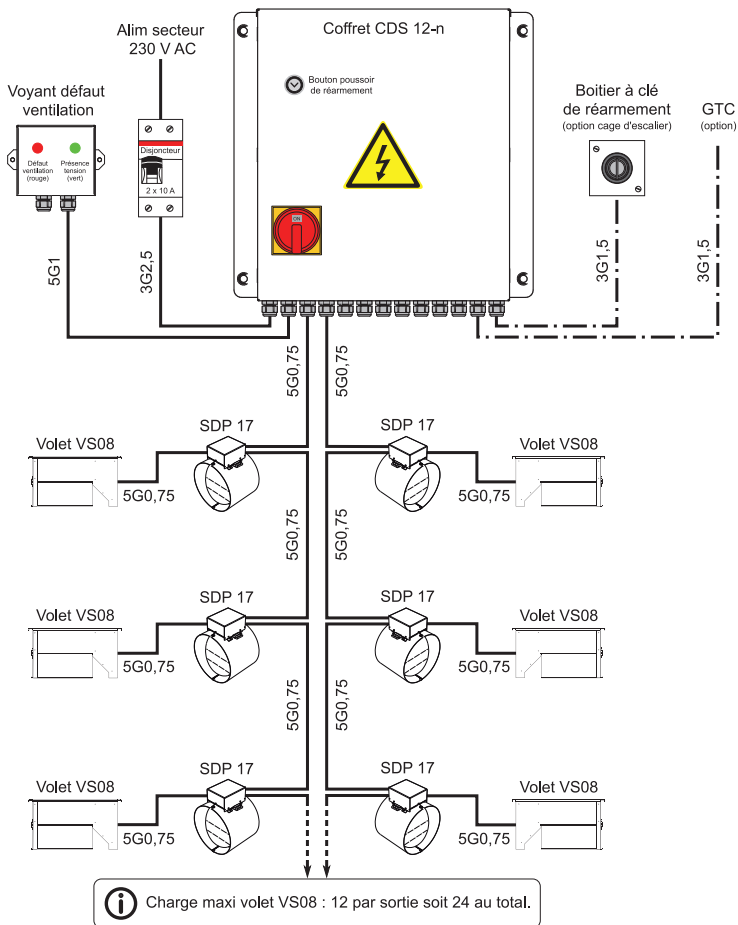 Alim secteur
230 V AC
Coffret CDS 12-n
Bouton poussoir
de réarmement
Voyant défaut
ventilation
Défaut
ventilation
(rouge)
Présence
tension
(vert)
Disjoncteur
2 x 10 A
ON
Boitier à clé
de réarmement
(option cage d'escalier)
GTC
(option)
5G1
3G2,5
3G1,5
3G1,5
5G0,75
5G0,75
SDP 17
SDP 17
Volet VS08
Volet VS08
5G0,75
5G0,75
5G0,75
5G0,75
SDP 17
SDP 17
Volet VS08
Volet VS08
5G0,75
5G0,75
5G0,75
5G0,75
SDP 17
SDP 17
Volet VS08
Volet VS08
5G0,75
5G0,75
Charge maxi volet VS08 : 12 par sortie soit 24 au total.